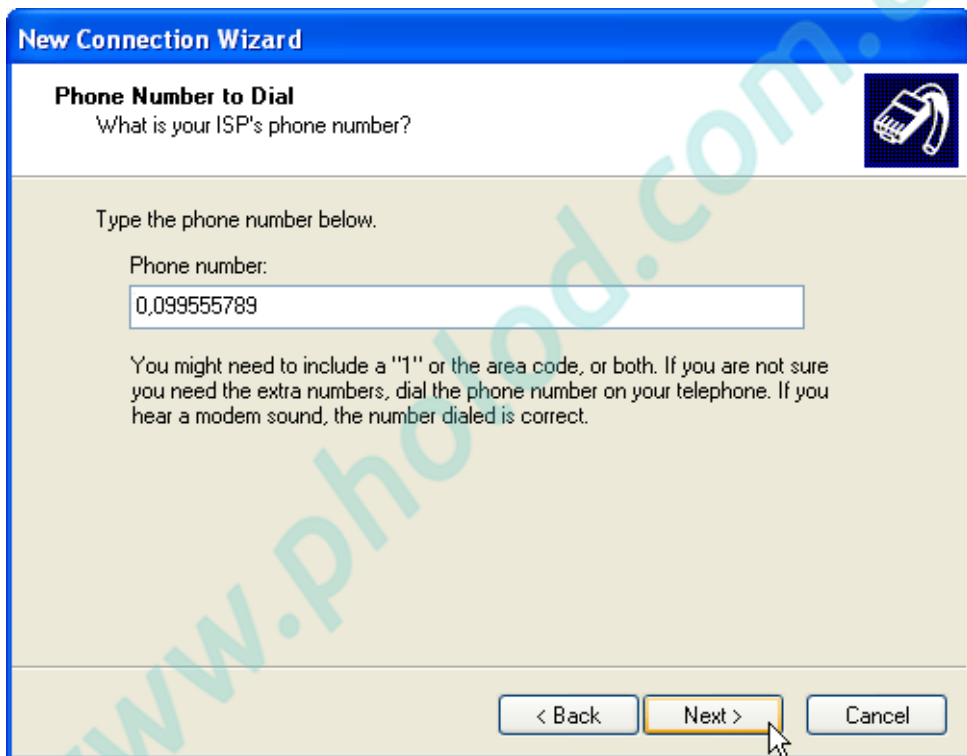 New Connection Wizard
Phone Number to Dial
What is your ISP's phone number?
Type the phone number below.
Phone number:
0,099555789
You might need to include a "1" or the area code, or both. If you are not sure
you need the extra numbers, dial the phone number on your telephone. If you
hear a modem sound, the number dialed is correct.
< Back
Next >
Cancel
www.pholod.com.